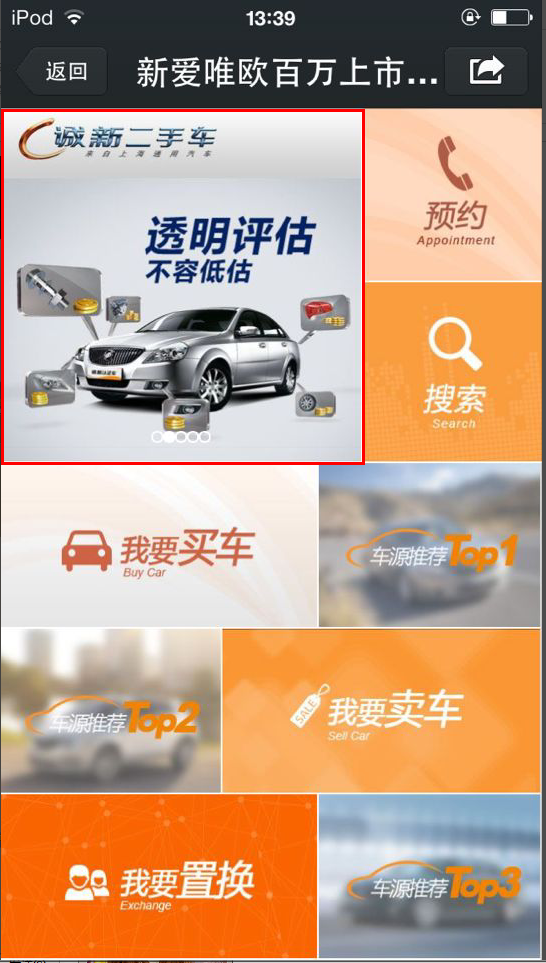 iPod
13:39
返回
新爱唯欧百万上市...
诚新二手车
来自上海通用汽车
透明评估
不容低估
预约
Appointment
搜索
Search
我要买车
Buy Car
车源推荐Top1
车源推荐Top2
SALE
我要卖车
Sell Car
我要置换
Exchange
车源推荐Top3